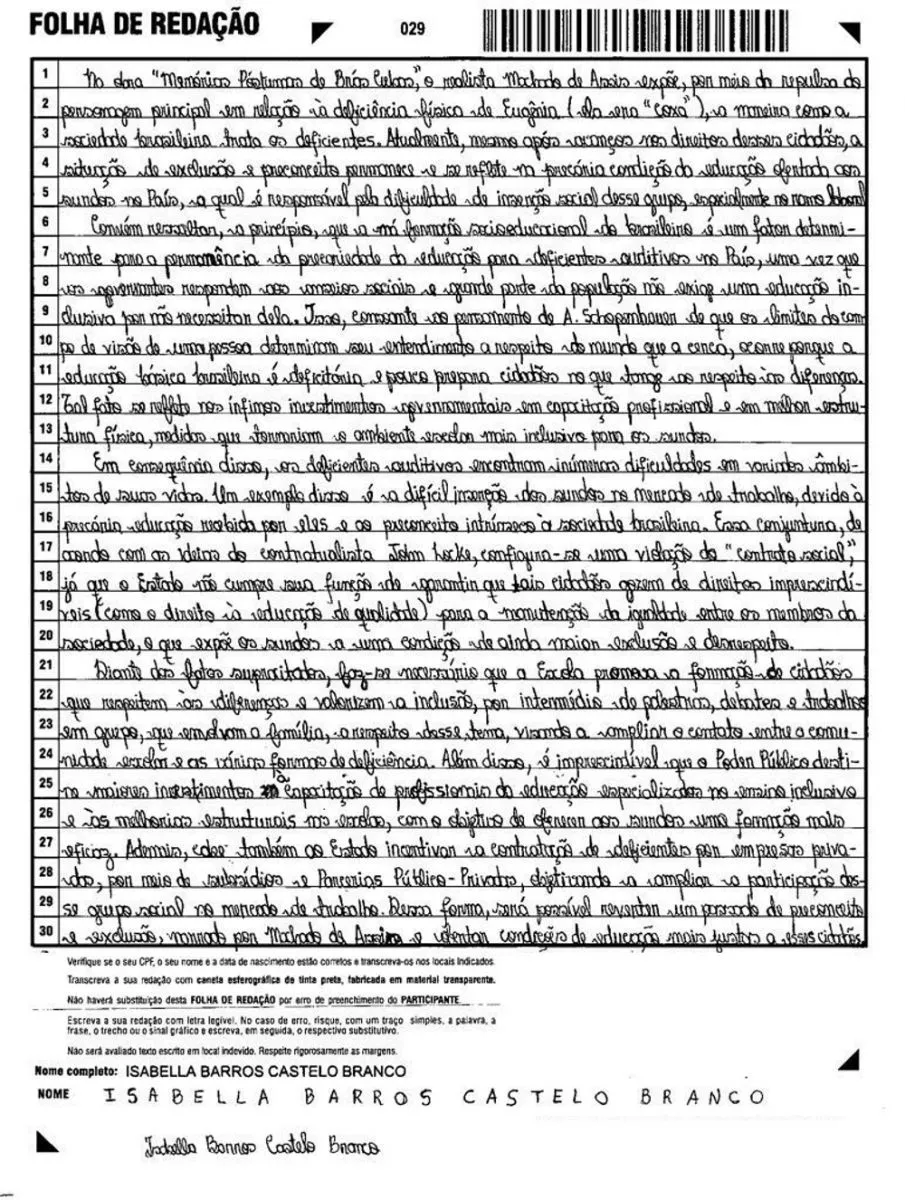 FOLHA DE REDAÇÃO
029
1 Na obra "Memórias Póstumas de Brás Cubas", o realista Machado de Assis expõe, por meio da repulsa do
2 personagem principal em relação à deficiência física de Eugênia (ela era "coxa"), a maneira como a
3 sociedade brasileira trata os deficientes. Atualmente, mesmo após avanços nos direitos desses cidadãos, a
4 situação de exclusão e preconceito permanece e se reflete na precária condição da educação ofertada aos
5 surdos no País, a qual é responsável pela dificuldade de inserção social desse grupo, especialmente no ramo laboral
6 Convém ressaltar, a princípio, que a má formação socioeducacional do brasileiro é um fator determi-
7 nante para a permanência da precariedade da educação para deficientes auditivos no País, uma vez que
8 os governantes respondem aos anseios sociais e grande parte da população não exige uma educação in-
9 clusiva por não necessitar dela. Isso, consoante ao pensamento de A. Schopenhauer de que os limites do cam-
10 po de visão de uma pessoa determinam seu entendimento a respeito do mundo que a cerca, ocorre porque a
11 educação básica brasileira é deficitária e pouco prepara cidadãos no que tange ao respeito às diferenças.
12 Tal fato se reflete nos ínfimos investimentos governamentais em capacitação profissional e em melhor estru-
13 tura física, medidas que tornariam o ambiente escolar mais inclusivo para os surdos.
14 Em consequência disso, os deficientes auditivos encontram inúmeras dificuldades em variados âmbi-
15 tos de suas vidas. Um exemplo disso é a difícil inserção dos surdos no mercado de trabalho, devido à
16 precária educação recebida por eles e ao preconceito intrínseco à sociedade brasileira. Essa conjuntura, de
17 acordo com as ideias do contratualista John Locke, configura-se uma violação do "contrato social",
18 já que o Estado não cumpre sua função de garantir que tais cidadãos gozem de direitos imprescindí-
19 veis (como o direito à educação de qualidade) para a manutenção da igualdade entre os membros da
20 sociedade, o que expõe os surdos a uma condição de ainda maior exclusão e desrespeito.
21 Diante dos fatos supracitados, faz-se necessário que a Escola promova a formação de cidadãos
22 que respeitem às diferenças e valorizem a inclusão, por intermédio de palestras, debates e trabalhos
23 em grupo, que envolvam a família, a respeito desse tema, visando a ampliar o contato entre a comu-
24 nidade escolar e as várias formas de deficiência. Além disso, é imprescindível que o Poder Público desti-
25 ne maiores investimentos à capacitação de profissionais da educação especializados no ensino inclusivo
26 e às melhorias estruturais nas escolas, com o objetivo de oferecer aos surdos uma formação mais
27 eficaz. Ademais, cabe também ao Estado incentivar a contratação de deficientes por empresas priva-
28 das, por meio de subsídios e Parcerias Público-Privadas, objetivando a ampliar a participação des-
29 se grupo social no mercado de trabalho. Dessa forma, será possível reverter um passado de preconceito
30 e exclusão, narrado por Machado de Assis e ofertar condições de educação mais justas a esses cidadãos.
Verifique se o seu CPF, o seu nome e a data de nascimento estão corretos e transcreva-os nos locais indicados.
Transcreva a sua redação com caneta esferográfica de tinta preta, fabricada em material transparente.
Não haverá substituição desta FOLHA DE REDAÇÃO por erro de preenchimento do PARTICIPANTE.
Escreva a sua redação com letra legível. No caso de erro, risque, com um traço simples, a palavra, a
frase, o trecho ou o sinal gráfico e escreva, em seguida, o respectivo substitutivo.
Não será avaliado texto escrito em local indevido. Respeite rigorosamente as margens.
Nome completo: ISABELLA BARROS CASTELO BRANCO
NOME ISABELLA BARROS CASTELO BRANCO
Isabella Barros Castelo Branco